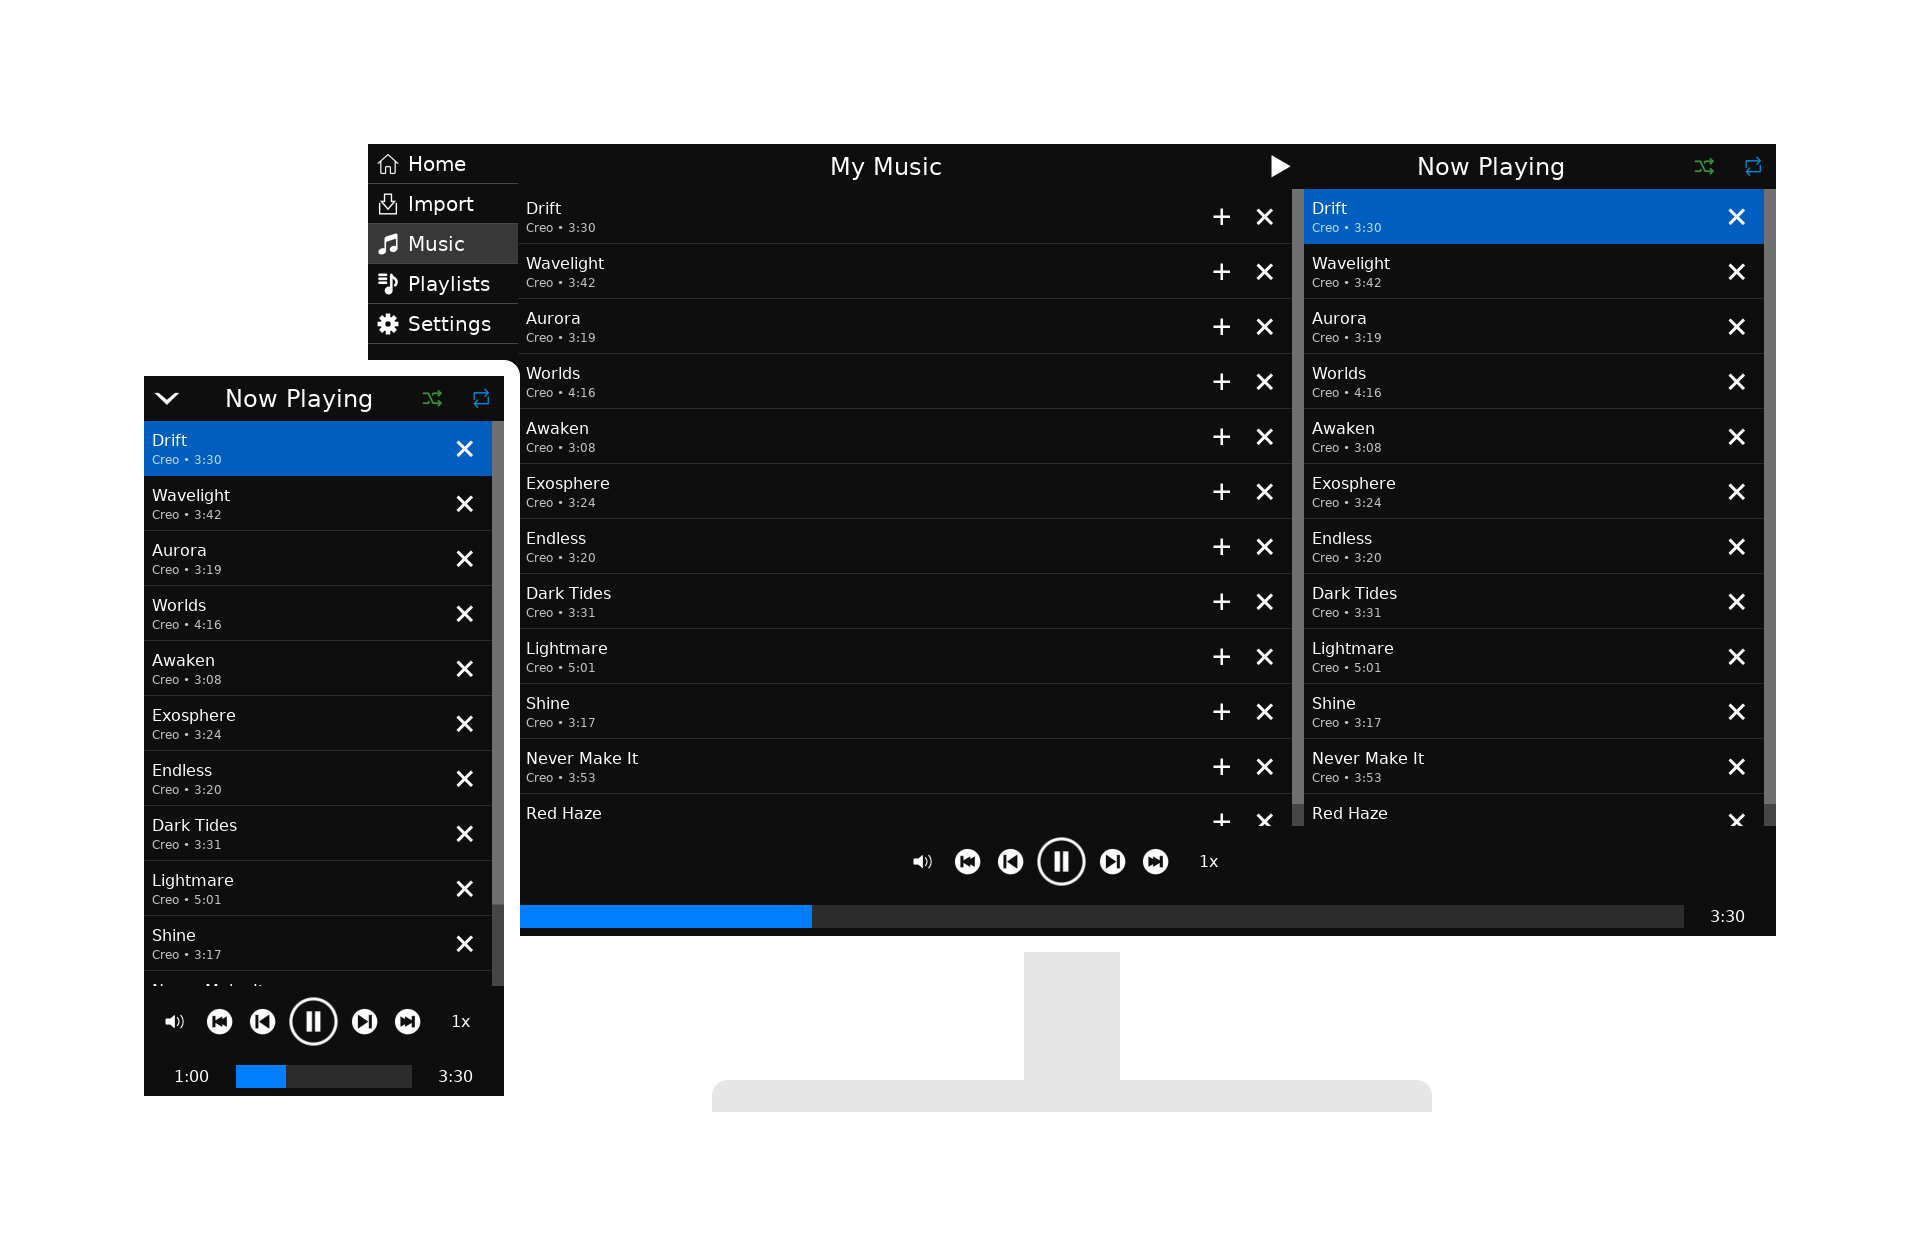 Home
Import
Music
Playlists
Settings
My Music
Drift
Creo • 3:30
Wavelight
Creo • 3:42
Aurora
Creo • 3:19
Worlds
Creo • 4:16
Awaken
Creo • 3:08
Exosphere
Creo • 3:24
Endless
Creo • 3:20
Dark Tides
Creo • 3:31
Lightmare
Creo • 5:01
Shine
Creo • 3:17
Never Make It
Creo • 3:53
Red Haze
Now Playing
Drift
Creo • 3:30
Wavelight
Creo • 3:42
Aurora
Creo • 3:19
Worlds
Creo • 4:16
Awaken
Creo • 3:08
Exosphere
Creo • 3:24
Endless
Creo • 3:20
Dark Tides
Creo • 3:31
Lightmare
Creo • 5:01
Shine
Creo • 3:17
Never Make It
Creo • 3:53
Red Haze
1x
3:30
Now Playing
Drift
Creo • 3:30
Wavelight
Creo • 3:42
Aurora
Creo • 3:19
Worlds
Creo • 4:16
Awaken
Creo • 3:08
Exosphere
Creo • 3:24
Endless
Creo • 3:20
Dark Tides
Creo • 3:31
Lightmare
Creo • 5:01
Shine
Creo • 3:17
1x
1:00
3:30